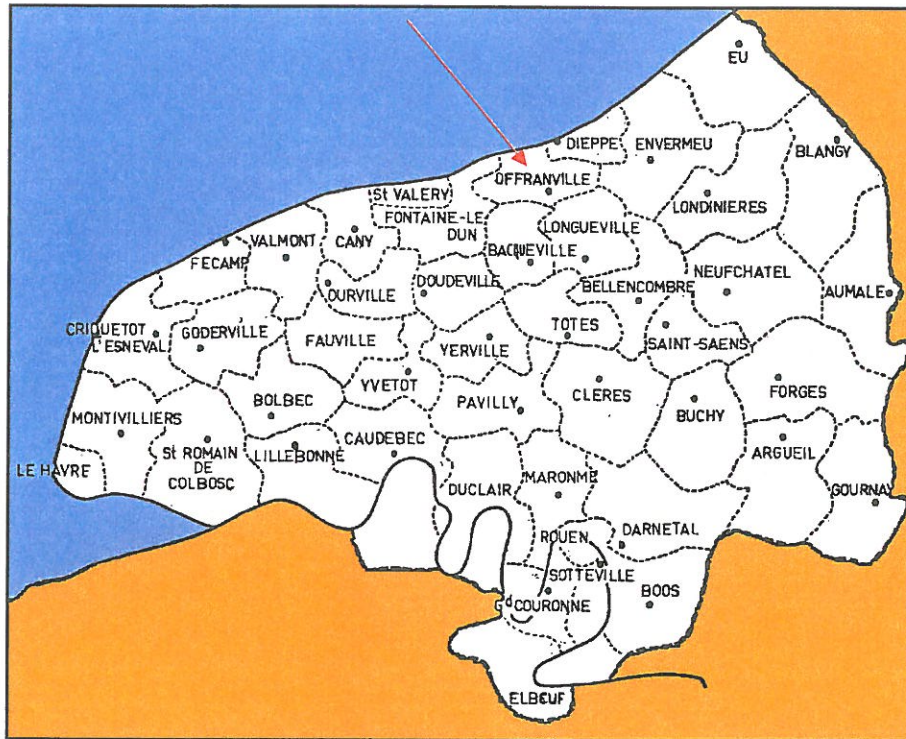 EU
DIEPPE
ENVERMEU
BLANGY
OFFRANVILLE
St VALERY
LONDINIERES
FONTAINE-LE
DUN
LONGUEVILLE
VALMONT
CANY
BACQUEVILLE
FECAMP
NEUFCHATEL
OURVILLE
DOUDEVILLE
BELLENCOMBRE
AUMALE
CRIQUETOT
L'ESNEVAL
GODERVILLE
FAUVILLE
YERVILLE
TOTES
SAINT-SAENS
YVETOT
CLERES
FORGES
BOLBEC
PAVILLY
BUCHY
MONTIVILLIERS
St ROMAIN
DE
COLBOSC
LILLEBONNE
CAUDEBEC
ARGUEIL
LE HAVRE
DUCLAIR
MAROMME
GOURNAY
ROUEN
DARNETAL
SOTTEVILLE
Gd COURONNE
BOOS
ELBEUF